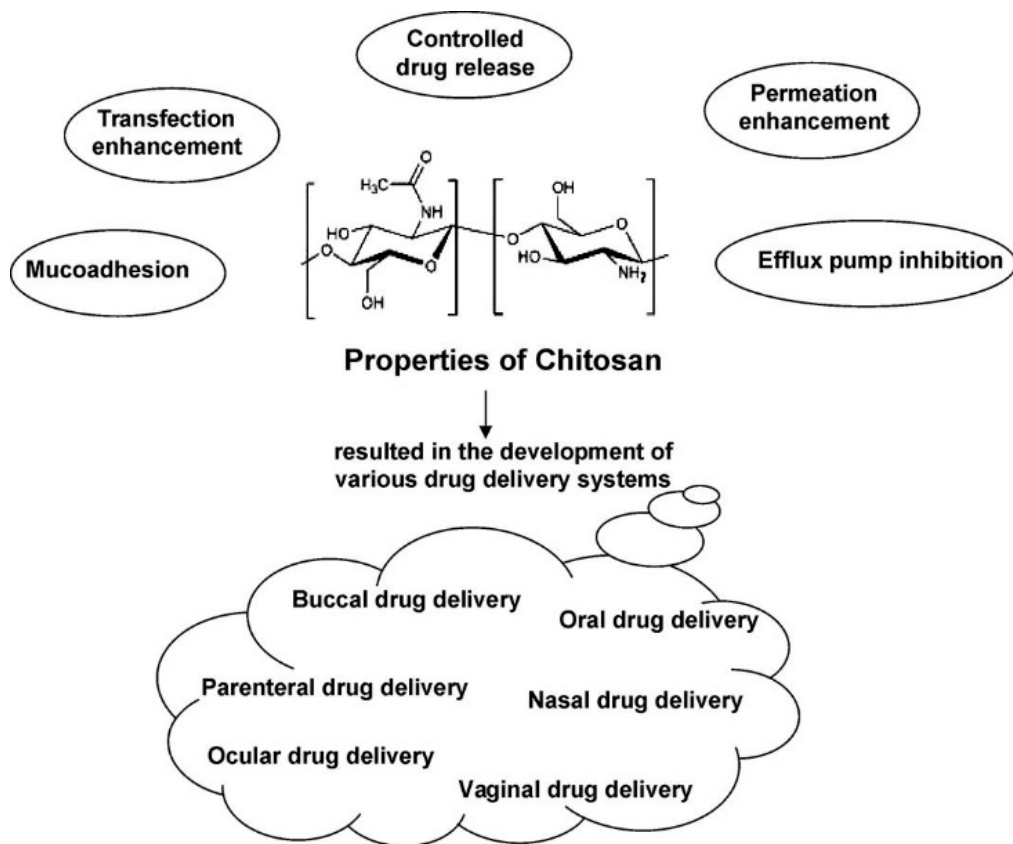 Controlled
drug release
Transfection
enhancement
Permeation
enhancement
Mucoadhesion
Efflux pump inhibition
H₃C
O
NH
HO
O
O
OH
O
OH
O
HO
NH₂
Properties of Chitosan
resulted in the development of
various drug delivery systems
Buccal drug delivery
Oral drug delivery
Parenteral drug delivery
Nasal drug delivery
Ocular drug delivery
Vaginal drug delivery